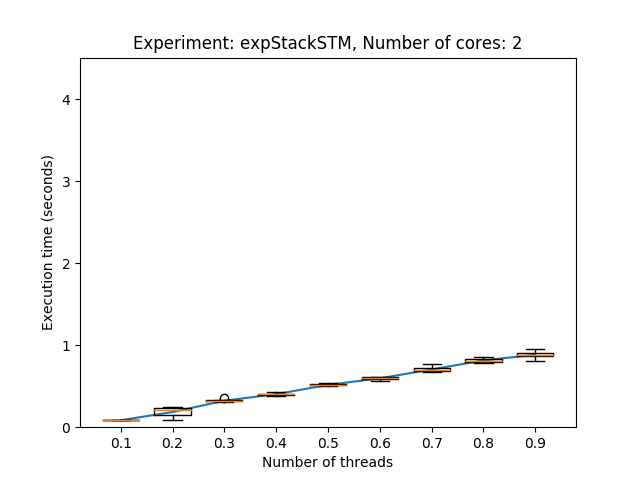 Experiment: expStackSTM, Number of cores: 2
Execution time (seconds)
4
3
2
1
0
0.1 0.2 0.3 0.4 0.5 0.6 0.7 0.8 0.9
Number of threads